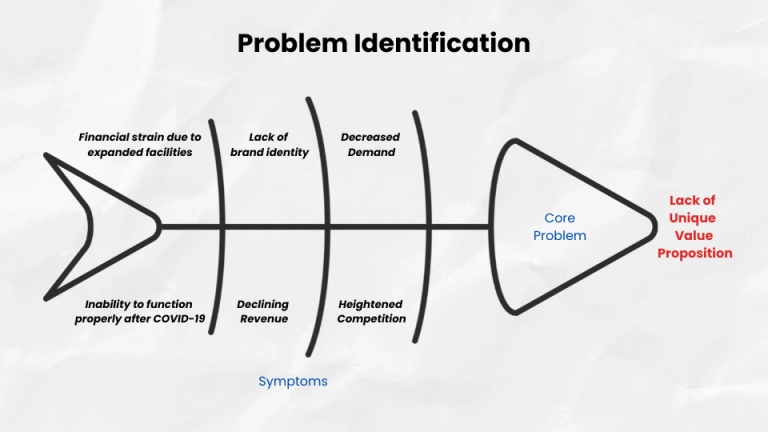 Problem Identification
Financial strain due to
expanded facilities
Lack of
brand identity
Decreased
Demand
Core
Problem
Lack of
Unique
Value
Proposition
Inability to function
properly after COVID-19
Declining
Revenue
Heightened
Competition
Symptoms